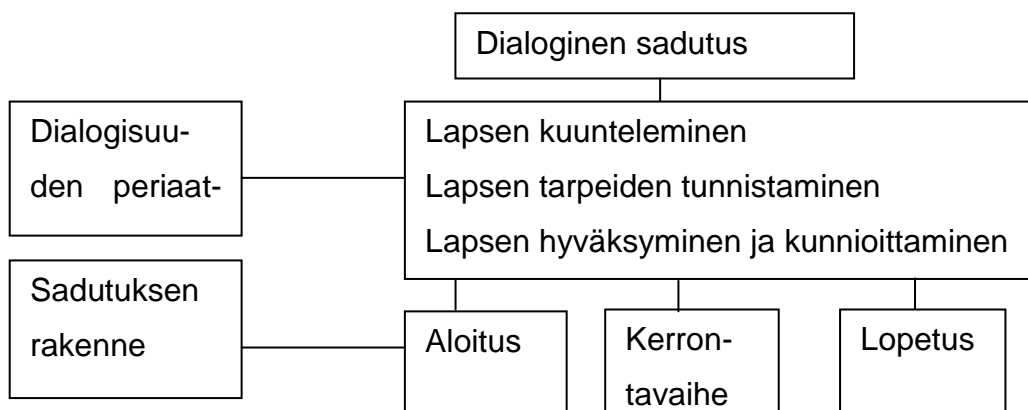 Dialoginen sadutus
Dialogisuu-
den periaat-
Lapsen kuunteleminen
Lapsen tarpeiden tunnistaminen
Lapsen hyväksyminen ja kunnioittaminen
Sadutuksen
rakenne
Aloitus
Kerron-
tavaihe
Lopetus